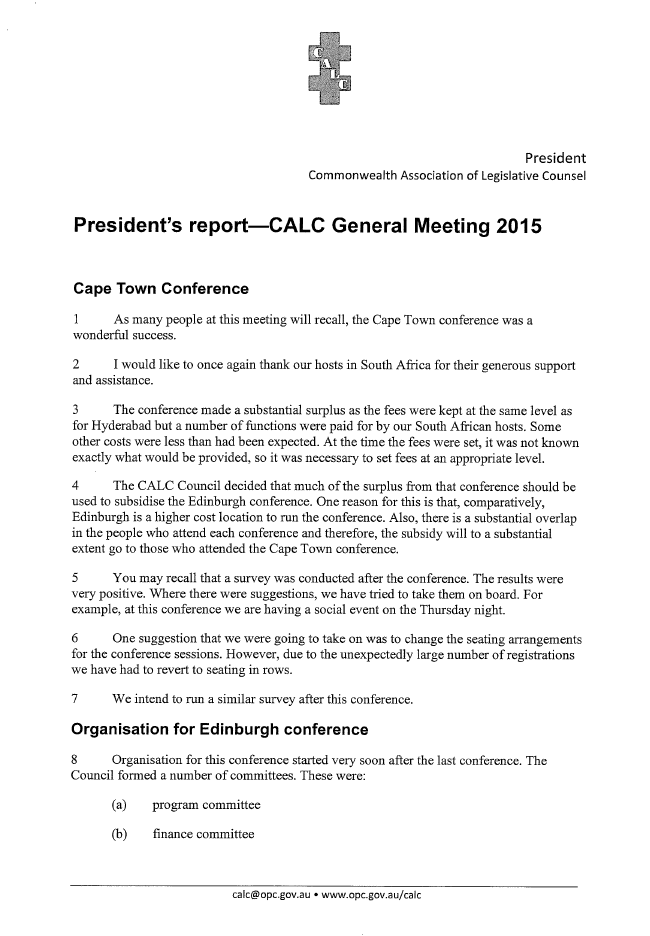 CALC
President
Commonwealth Association of Legislative Counsel
President's report—CALC General Meeting 2015
Cape Town Conference
1 As many people at this meeting will recall, the Cape Town conference was a
wonderful success.
2 I would like to once again thank our hosts in South Africa for their generous support
and assistance.
3 The conference made a substantial surplus as the fees were kept at the same level as
for Hyderabad but a number of functions were paid for by our South African hosts. Some
other costs were less than had been expected. At the time the fees were set, it was not known
exactly what would be provided, so it was necessary to set fees at an appropriate level.
4 The CALC Council decided that much of the surplus from that conference should be
used to subsidise the Edinburgh conference. One reason for this is that, comparatively,
Edinburgh is a higher cost location to run the conference. Also, there is a substantial overlap
in the people who attend each conference and therefore, the subsidy will to a substantial
extent go to those who attended the Cape Town conference.
5 You may recall that a survey was conducted after the conference. The results were
very positive. Where there were suggestions, we have tried to take them on board. For
example, at this conference we are having a social event on the Thursday night.
6 One suggestion that we were going to take on was to change the seating arrangements
for the conference sessions. However, due to the unexpectedly large number of registrations
we have had to revert to seating in rows.
7 We intend to run a similar survey after this conference.
Organisation for Edinburgh conference
8 Organisation for this conference started very soon after the last conference. The
Council formed a number of committees. These were:
(a) program committee
(b) finance committee
calc@opc.gov.au • www.opc.gov.au/calc